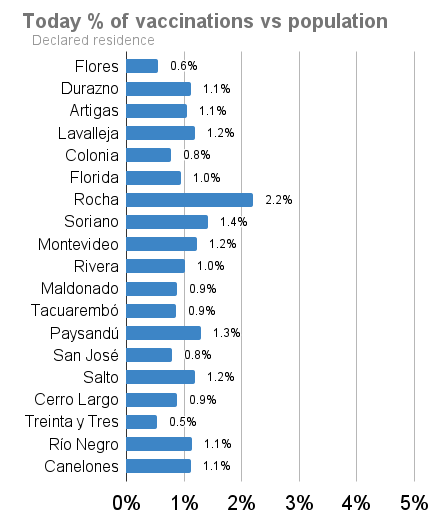 Today % of vaccinations vs population
Declared residence
Flores 0.6%
Durazno 1.1%
Artigas 1.1%
Lavalleja 1.2%
Colonia 0.8%
Florida 1.0%
Rocha 2.2%
Soriano 1.4%
Montevideo 1.2%
Rivera 1.0%
Maldonado 0.9%
Tacuarembó 0.9%
Paysandú 1.3%
San José 0.8%
Salto 1.2%
Cerro Largo 0.9%
Treinta y Tres 0.5%
Río Negro 1.1%
Canelones 1.1%
0% 1% 2% 3% 4% 5%